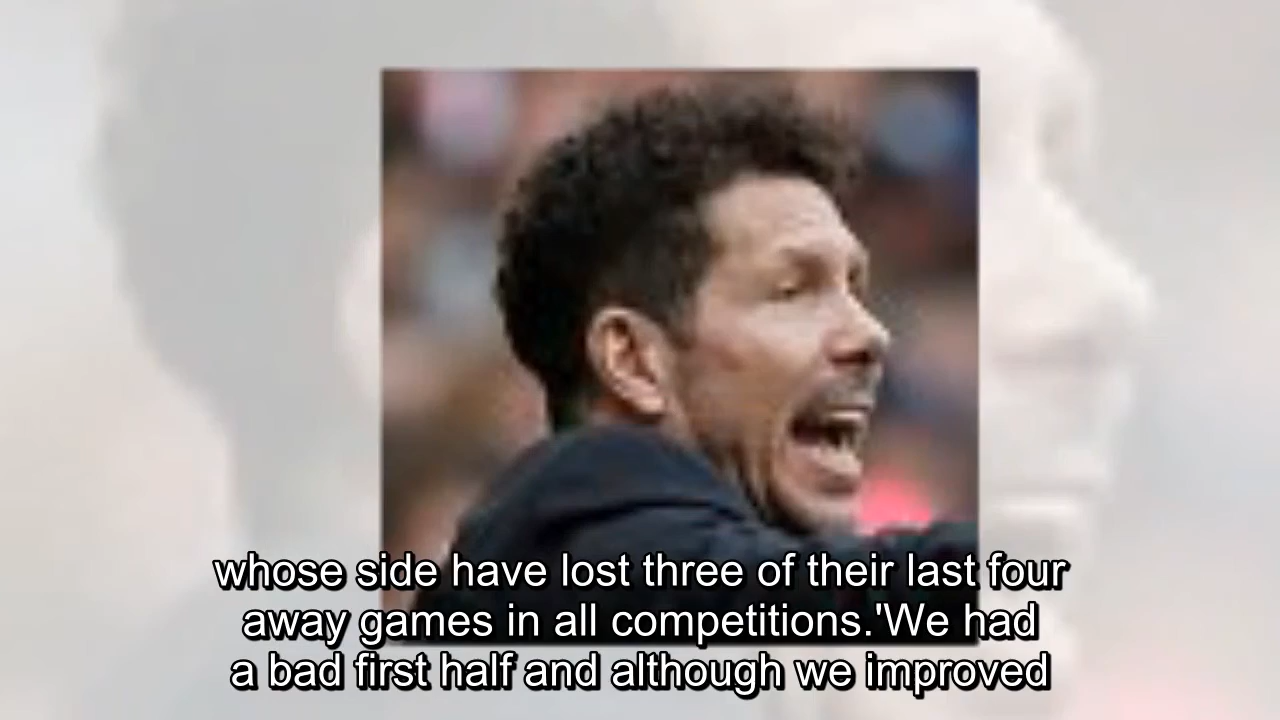 whose side have lost three of their last four
away games in all competitions.'We had
a bad first half and although we improved